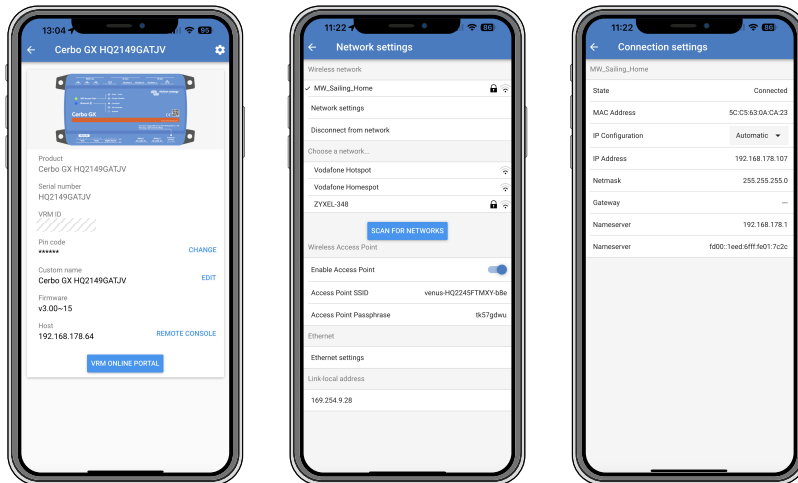 13:04
95
Cerbo GX HQ2149GATJV
Cerbo GX
Product
Cerbo GX HQ2149GATJV
Serial number
HQ2149GATJV
VRM ID
Pin code
******
CHANGE
Custom name
Cerbo GX HQ2149GATJV
EDIT
Firmware
v3.00~15
Host
192.168.178.64
REMOTE CONSOLE
VRM ONLINE PORTAL
11:22
86
Network settings
Wireless network
MW_Sailing_Home
Network settings
Disconnect from network
Choose a network...
Vodafone Hotspot
Vodafone Homespot
ZYXEL-348
SCAN FOR NETWORKS
Wireless Access Point
Enable Access Point
Access Point SSID venus-HQ2245FTMXY-b8e
Access Point Passphrase tk57gdwu
Ethernet
Ethernet settings
Link-local address
169.254.9.28
11:22
86
Connection settings
MW_Sailing_Home
State Connected
MAC Address 5C:C5:63:0A:CA:23
IP Configuration Automatic
IP Address 192.168.178.107
Netmask 255.255.255.0
Gateway —
Nameserver 192.168.178.1
Nameserver fd00::1eed:6fff:fe01:7c2c